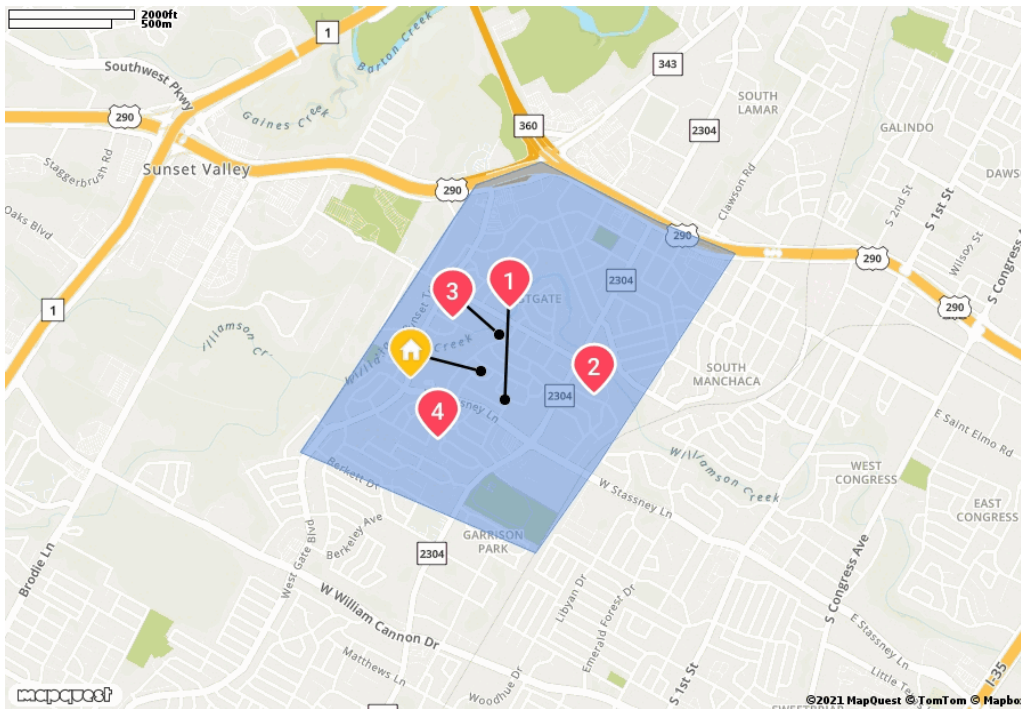 2000ft
500m
1
Barton Creek
Southwest Pkwy
343
SOUTH
LAMAR
290
Gaines Creek
360
2304
GALINDO
Staggerbrush Rd
Sunset Valley
Clawson Rd
290
S 2nd St
S 1st St
Oaks Blvd
290
290
Wilson St
S Congress A
2304
1
3
290
1
Creek
2
SOUTH
MANCHACA
2304
4
Stassney Ln
E Saint Elmo Rd
Williamson Creek
WEST
CONGRESS
Berkett Dr
W Stassney Ln
EAST
CONGRESS
Berkeley Ave
GARRISON
PARK
2304
West Gate Blvd
Brodie Ln
W William Cannon Dr
Libyan Dr
Emerald Forest Dr
S Congress Ave
E Stassney Ln
Matthews Ln
Woodhue Dr
S 1st St
I-35
mapquest
©2021 MapQuest © TomTom © Mapbo